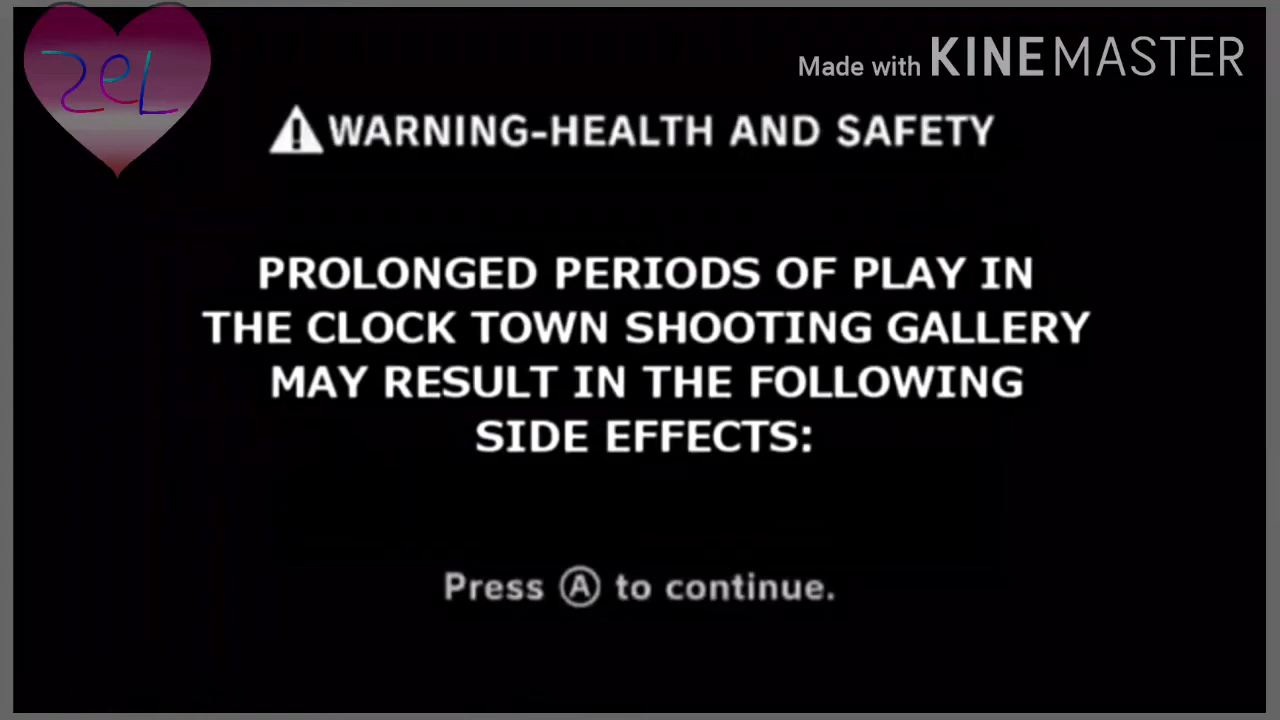 zel
Made with KINEMASTER
WARNING-HEALTH AND SAFETY
PROLONGED PERIODS OF PLAY IN
THE CLOCK TOWN SHOOTING GALLERY
MAY RESULT IN THE FOLLOWING
SIDE EFFECTS:
Press Ⓐ to continue.